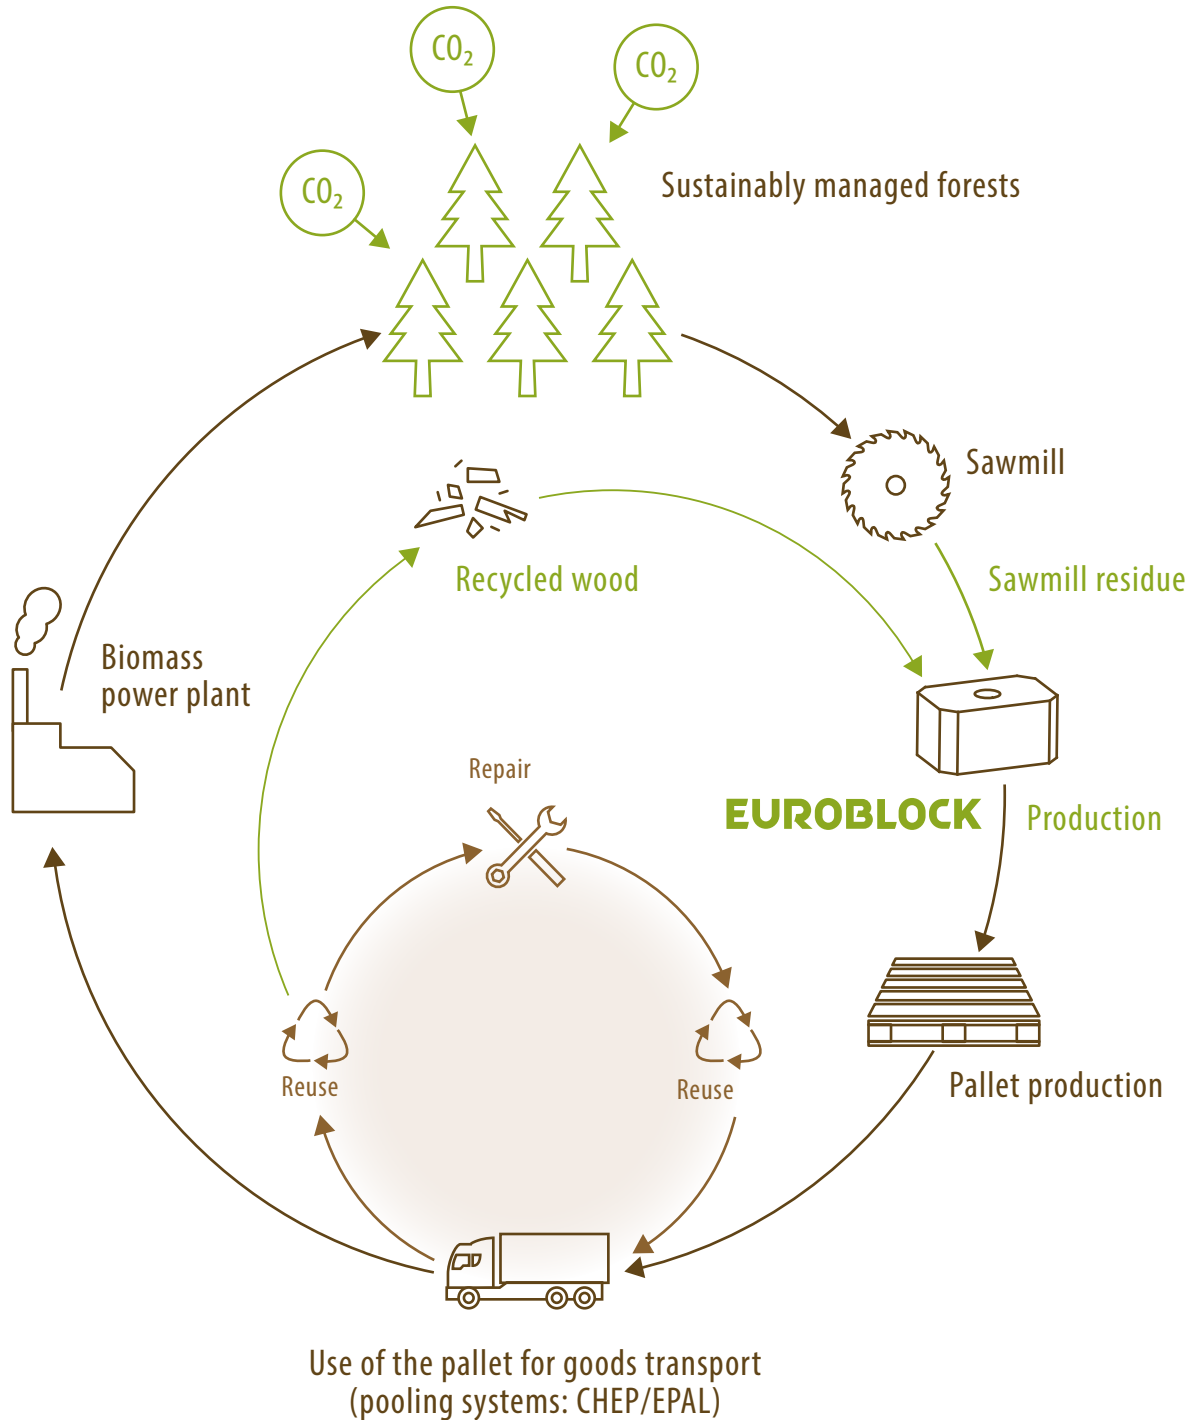 CO₂
CO₂
CO₂
Sustainably managed forests
Sawmill
Recycled wood
Sawmill residue
Biomass
power plant
Repair
EUROBLOCK Production
Reuse
Reuse
Pallet production
Use of the pallet for goods transport
(pooling systems: CHEP/EPAL)